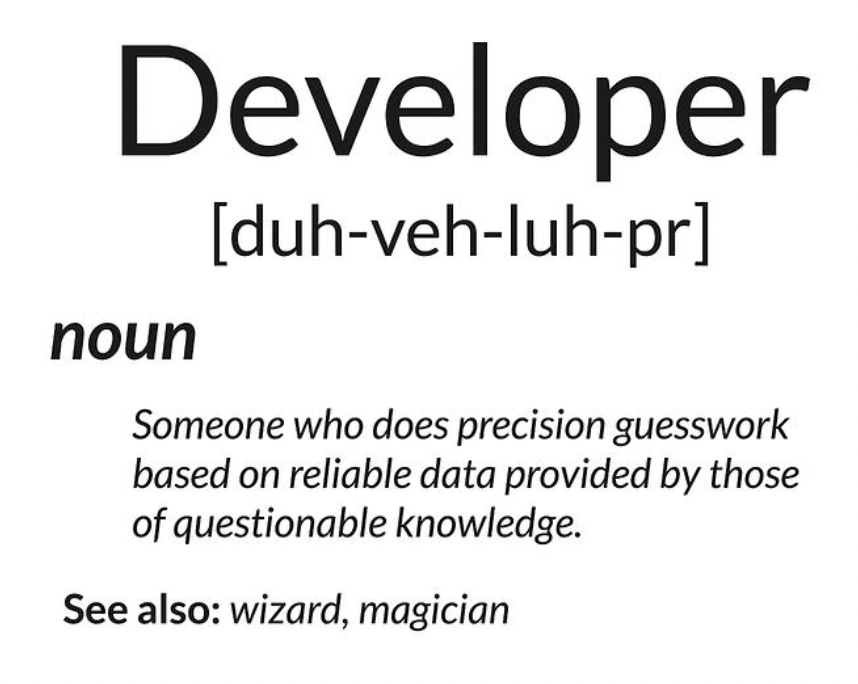 Developer
[duh-veh-luh-pr]
noun
Someone who does precision guesswork
based on reliable data provided by those
of questionable knowledge.
See also: wizard, magician